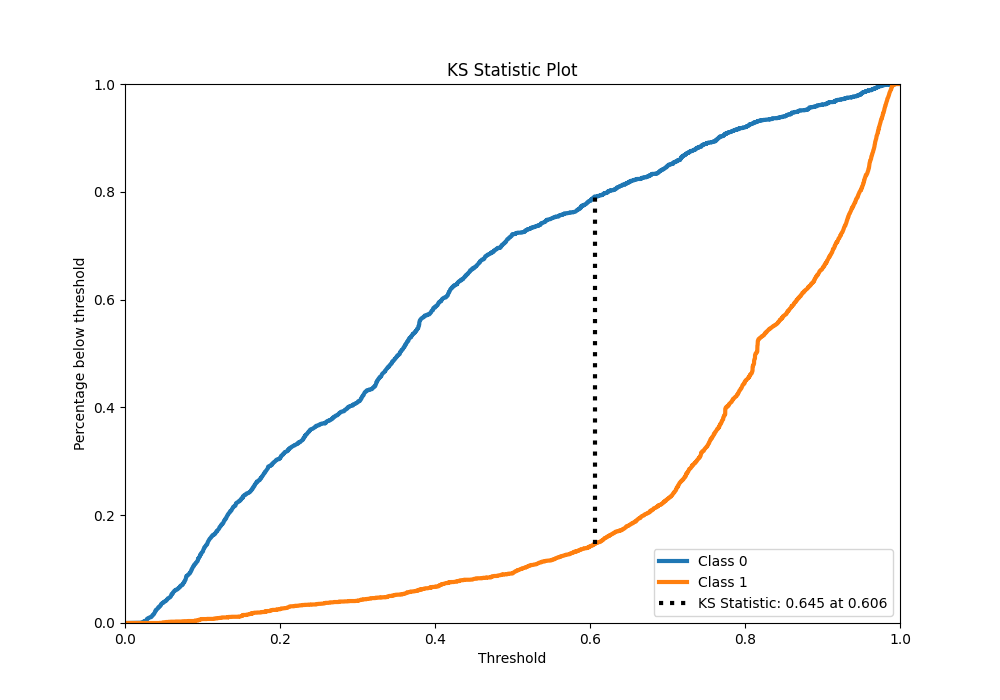 KS Statistic Plot
1.0
0.8
0.6
0.4
0.2
0.0
Percentage below threshold
0.0 0.2 0.4 0.6 0.8 1.0
Threshold
Class 0
Class 1
KS Statistic: 0.645 at 0.606